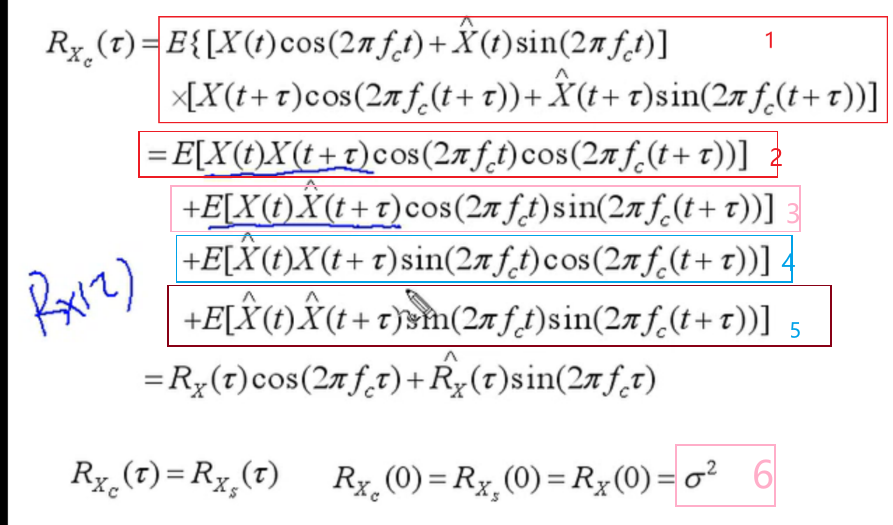 R_{X_c}(τ) = E{[X(t)cos(2πf_c t) + X̂(t)sin(2πf_c t)] 1
×[X(t+τ)cos(2πf_c(t+τ)) + X̂(t+τ)sin(2πf_c(t+τ))]
= E[X(t)X(t+τ)cos(2πf_c t)cos(2πf_c(t+τ))] 2
+E[X(t)X̂(t+τ)cos(2πf_c t)sin(2πf_c(t+τ))] 3
+E[X̂(t)X(t+τ)sin(2πf_c t)cos(2πf_c(t+τ))] 4
R_X(τ)
+E[X̂(t)X̂(t+τ)sin(2πf_c t)sin(2πf_c(t+τ))] 5
= R_X(τ)cos(2πf_c τ) + R̂_X(τ)sin(2πf_c τ)
R_{X_c}(τ) = R_{X_s}(τ) R_{X_c}(0) = R_{X_s}(0) = R_X(0) = σ² 6